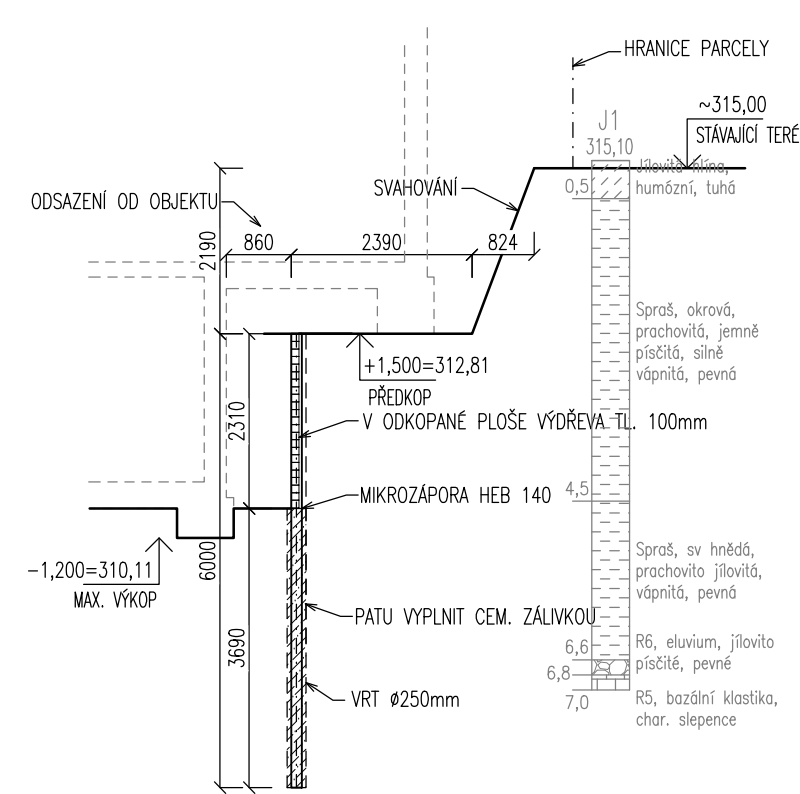 HRANICE PARCELY
~315,00
STÁVAJÍCÍ TERÉ
J1
315,10
Jílovitá hlína,
humózní, tuhá
0,5
SVAHOVÁNÍ
ODSAZENÍ OD OBJEKTU
2190
860
2390
824
Spraš, okrová,
prachovitá, jemně
písčitá, silně
vápnitá, pevná
+1,500=312,81
PŘEDKOP
2310
V ODKOPANÉ PLOŠE VÝDŘEVA TL. 100mm
4,5
MIKROZÁPORA HEB 140
6000
-1,200=310,11
MAX. VÝKOP
Spraš, sv hnědá,
prachovito jílovitá,
vápnitá, pevná
PATU VYPLNIT CEM. ZÁLIVKOU
3690
6,6
R6, eluvium, jílovito
písčité, pevné
6,8
VRT ø250mm
7,0
R5, bazální klastika,
char. slepence